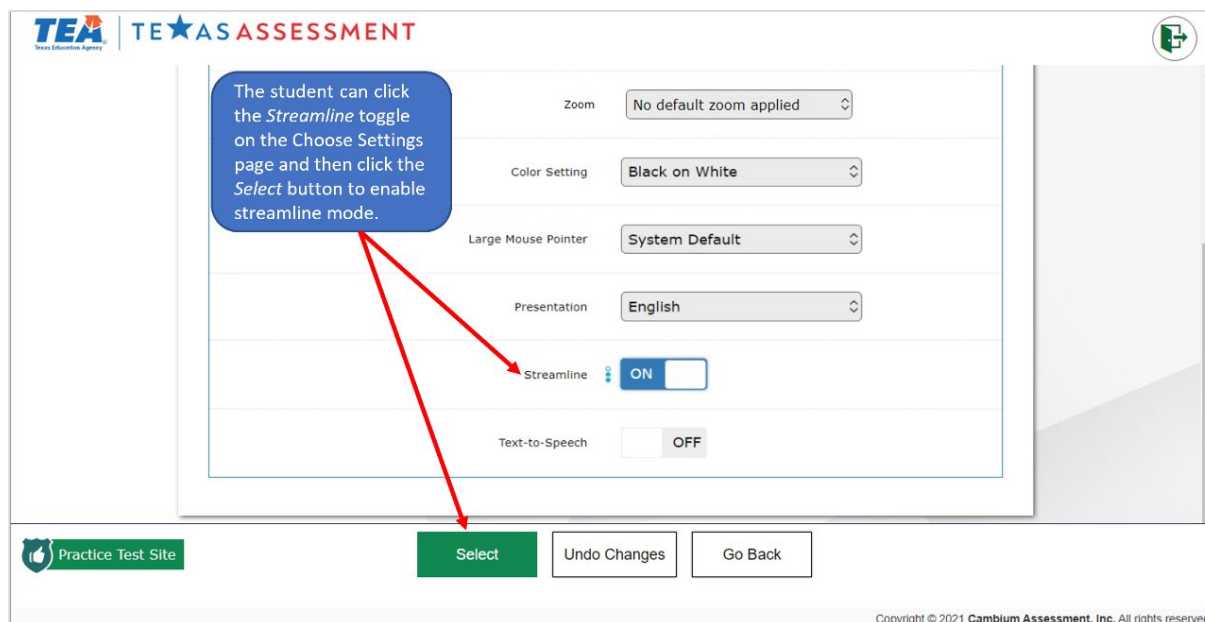 TEA
Texas Education Agency
TEXAS ASSESSMENT
The student can click
the Streamline toggle
on the Choose Settings
page and then click the
Select button to enable
streamline mode.
Zoom No default zoom applied
Color Setting Black on White
Large Mouse Pointer System Default
Presentation English
Streamline ON
Text-to-Speech OFF
Practice Test Site
Select Undo Changes Go Back
Copyright © 2021 Cambium Assessment, Inc. All rights reserved